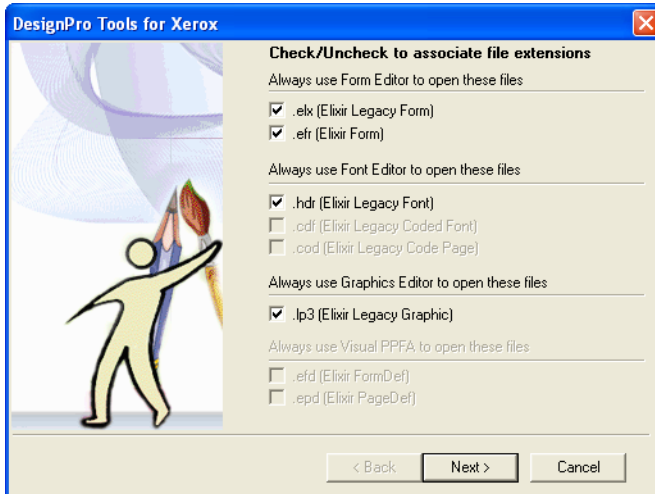 DesignPro Tools for Xerox
Check/Uncheck to associate file extensions
Always use Form Editor to open these files
.elx (Elixir Legacy Form)
.efr (Elixir Form)
Always use Font Editor to open these files
.hdr (Elixir Legacy Font)
.cdf (Elixir Legacy Coded Font)
.cod (Elixir Legacy Code Page)
Always use Graphics Editor to open these files
.lp3 (Elixir Legacy Graphic)
Always use Visual PPFA to open these files
.efd (Elixir FormDef)
.epd (Elixir PageDef)
< Back Next > Cancel